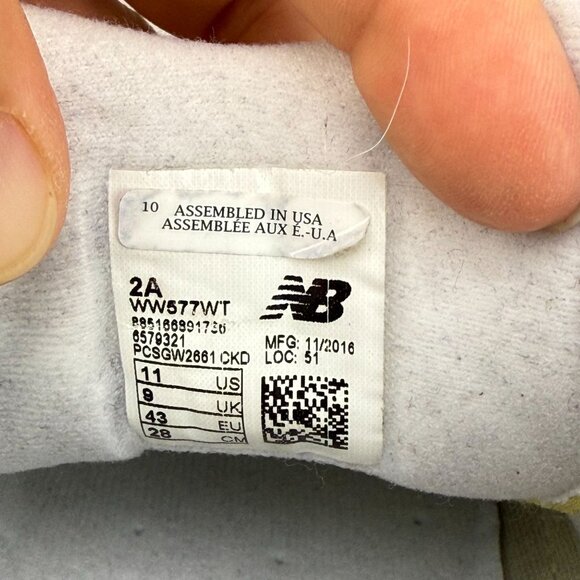 10 ASSEMBLED IN USA
ASSEMBLÉE AUX É.-U.A
2A
WW577WT
NB
6579321
PCSGW2661 CKD
MFG: 11/2016
LOC: 51
11 US
9 UK
43 EU
28 CM